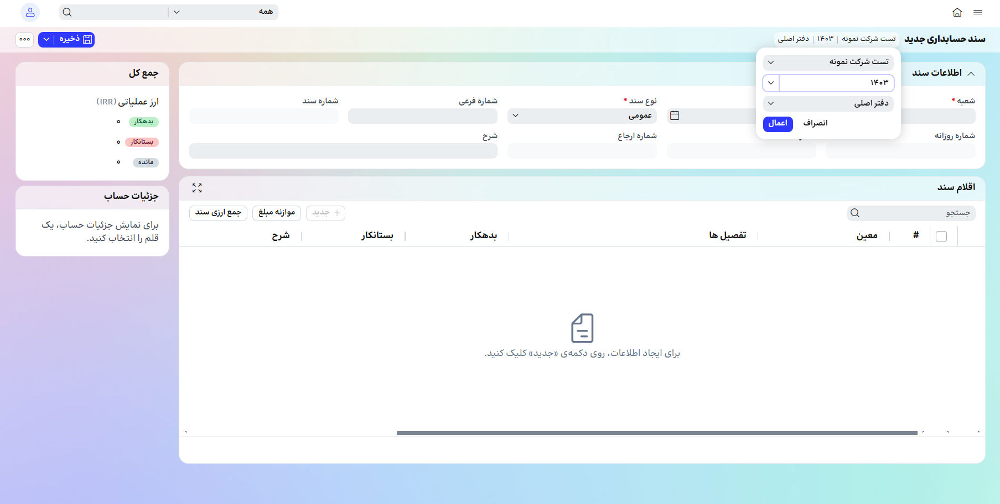 همه
سند حسابداری جدید
تست شرکت نمونه | ۱۴۰۳ | دفتر اصلی
ذخیره
تست شرکت نمونه
۱۴۰۳
دفتر اصلی
اعمال
انصراف
اطلاعات سند
شعبه *
نوع سند *
عمومی
شماره فرعی
شماره سند
شماره روزانه
شماره ارجاع
شرح
جمع کل
ارز عملیاتی (IRR)
بدهکار ۰
بستانکار ۰
مانده ۰
جزئیات حساب
برای نمایش جزئیات حساب، یک
قلم را انتخاب کنید.
اقلام سند
جستجو
جدید
موازنه مبلغ
جمع ارزی سند
# معین تفصیل ها بدهکار بستانکار شرح
برای ایجاد اطلاعات، روی دکمه‌ی «جدید» کلیک کنید.